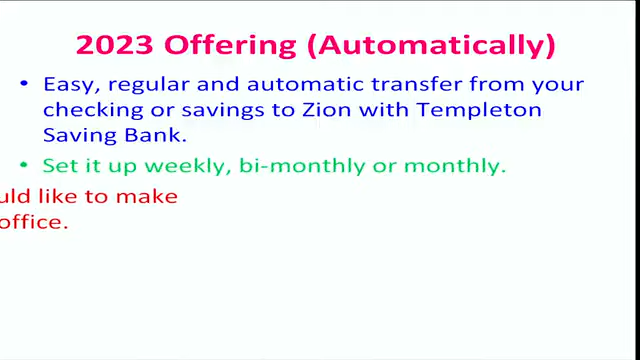 2023 Offering (Automatically)
• Easy, regular and automatic transfer from your
checking or savings to Zion with Templeton
Saving Bank.
• Set it up weekly, bi-monthly or monthly.
uld like to make
office.